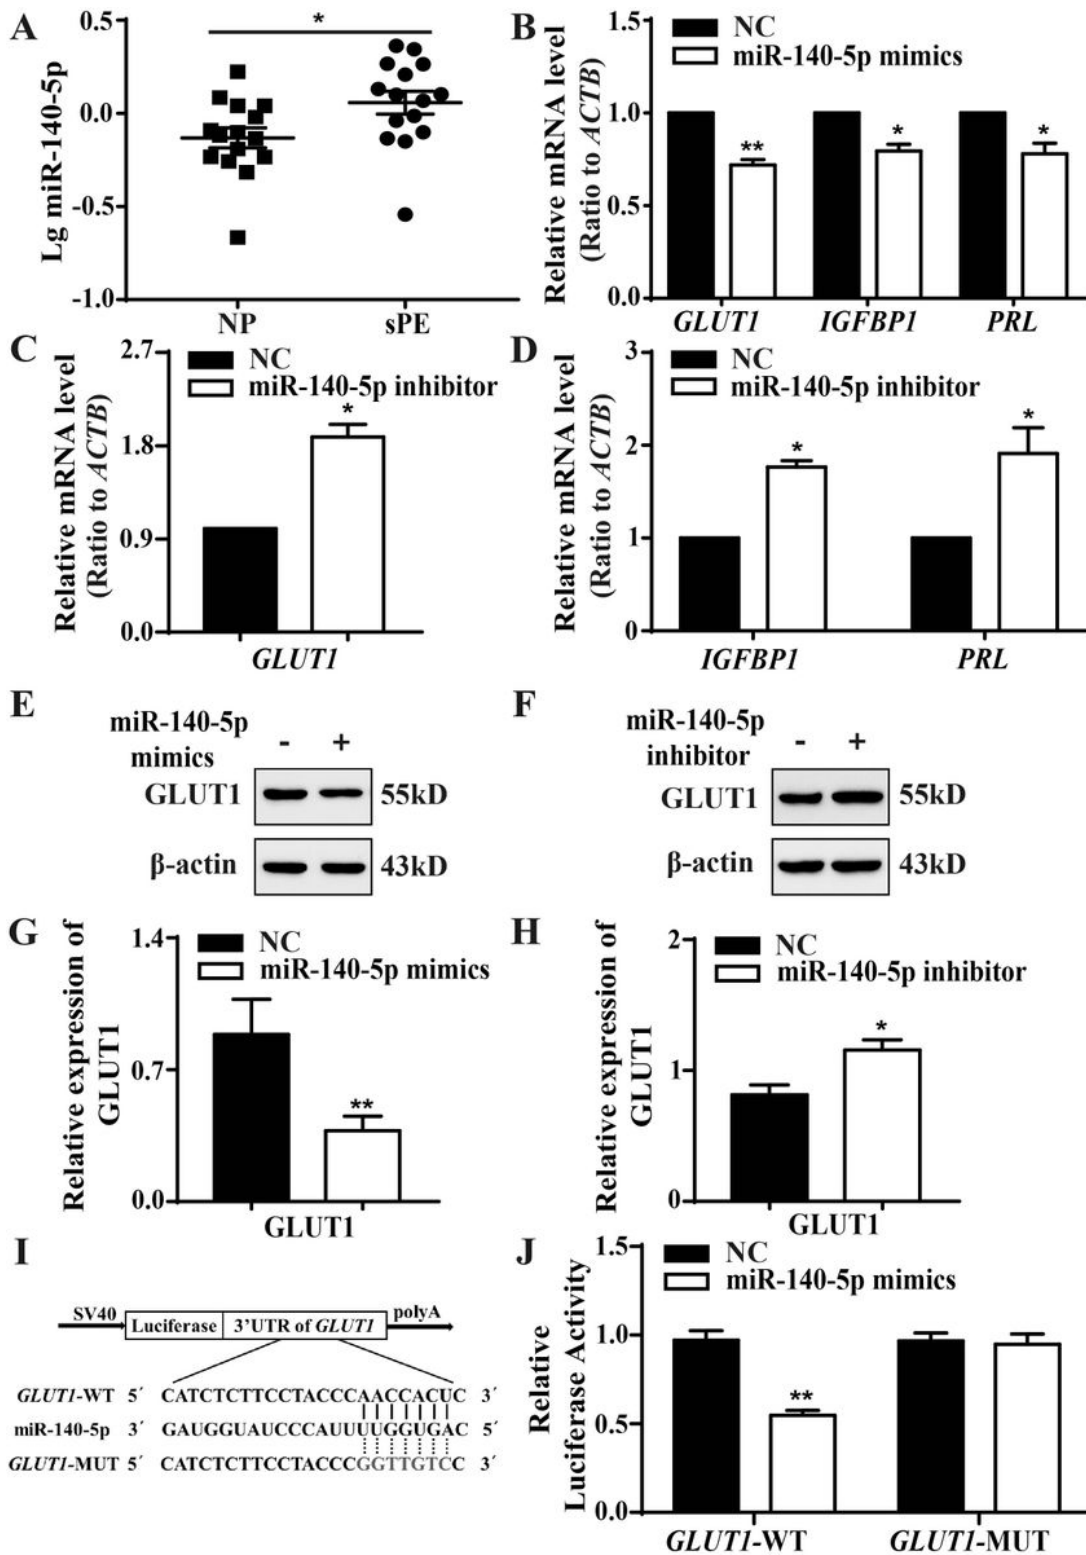 A
Lg miR-140-5p
0.5
0.0
-0.5
-1.0
*
NP
sPE
B
Relative mRNA level
(Ratio to ACTB)
1.5
1.0
0.5
0.0
NC
miR-140-5p mimics
**
*
*
GLUT1
IGFBP1
PRL
C
Relative mRNA level
(Ratio to ACTB)
2.7
1.8
0.9
0.0
NC
miR-140-5p inhibitor
*
GLUT1
D
Relative mRNA level
(Ratio to ACTB)
3
2
1
0
NC
miR-140-5p inhibitor
*
*
IGFBP1
PRL
E
miR-140-5p
mimics
- +
GLUT1 55kD
β-actin 43kD
F
miR-140-5p
inhibitor
- +
GLUT1 55kD
β-actin 43kD
G
Relative expression of
GLUT1
1.4
0.7
0.0
NC
miR-140-5p mimics
**
GLUT1
H
Relative expression of
GLUT1
2
1
0
NC
miR-140-5p inhibitor
*
GLUT1
I
SV40 Luciferase 3'UTR of GLUT1 polyA
GLUT1-WT 5´ CATCTCTTCCTACCCAACCACUC 3´
miR-140-5p 3´ GAUGGUAUCCCAUUUUGGUGAC 5´
GLUT1-MUT 5´ CATCTCTTCCTACCCGGTTGTCC 3´
J
Relative
Luciferase Activity
1.5
1.0
0.5
0.0
NC
miR-140-5p mimics
**
GLUT1-WT
GLUT1-MUT